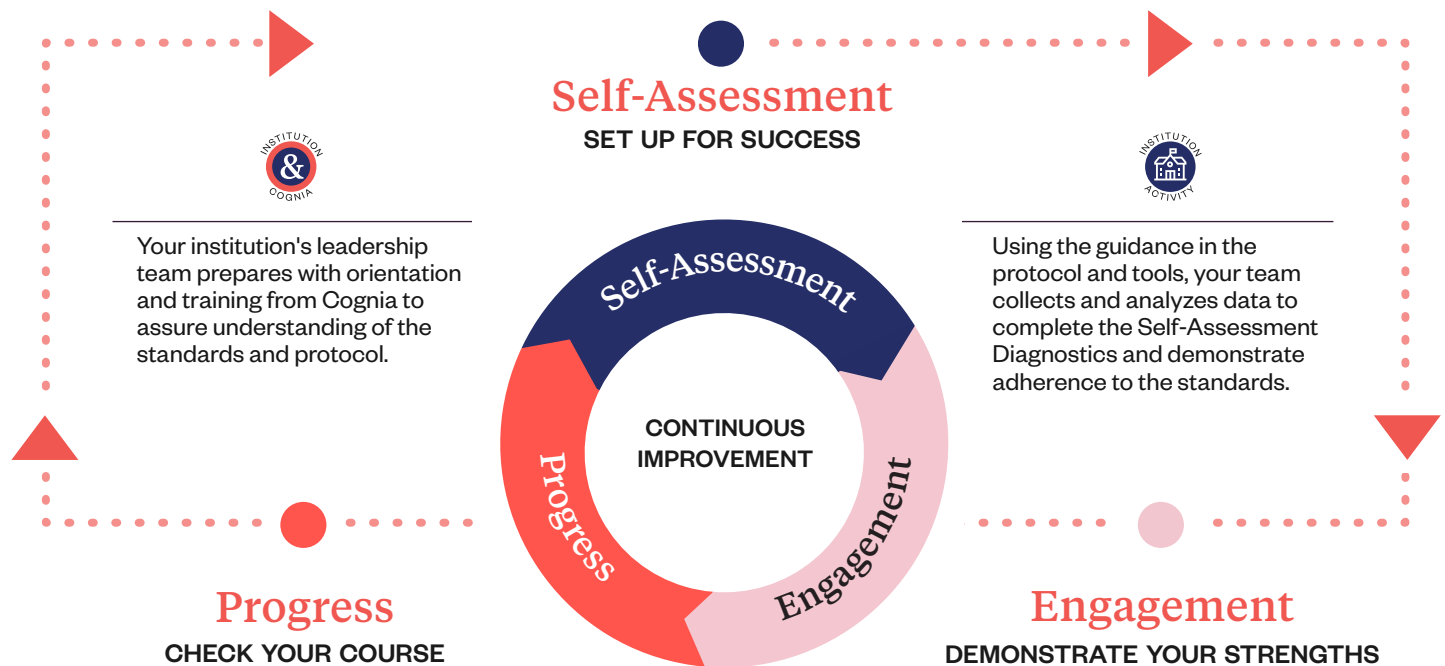 Self-Assessment
SET UP FOR SUCCESS
INSTITUTION
&
COGNIA
Your institution's leadership
team prepares with orientation
and training from Cognia to
assure understanding of the
standards and protocol.
INSTITUTION
ACTIVITY
Using the guidance in the
protocol and tools, your team
collects and analyzes data to
complete the Self-Assessment
Diagnostics and demonstrate
adherence to the standards.
Self-Assessment
CONTINUOUS
IMPROVEMENT
Progress
Engagement
Progress
CHECK YOUR COURSE
Engagement
DEMONSTRATE YOUR STRENGTHS